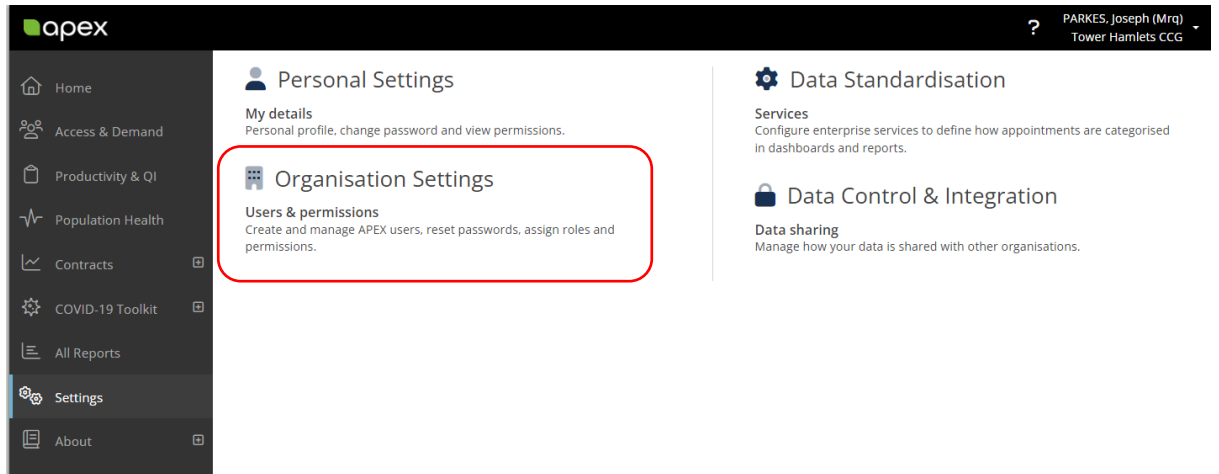 apex
? PARKES, Joseph (Mrq)
Tower Hamlets CCG
Home
Access & Demand
Productivity & QI
Population Health
Contracts
COVID-19 Toolkit
All Reports
Settings
About
Personal Settings
My details
Personal profile, change password and view permissions.
Organisation Settings
Users & permissions
Create and manage APEX users, reset passwords, assign roles and
permissions.
Data Standardisation
Services
Configure enterprise services to define how appointments are categorised
in dashboards and reports.
Data Control & Integration
Data sharing
Manage how your data is shared with other organisations.